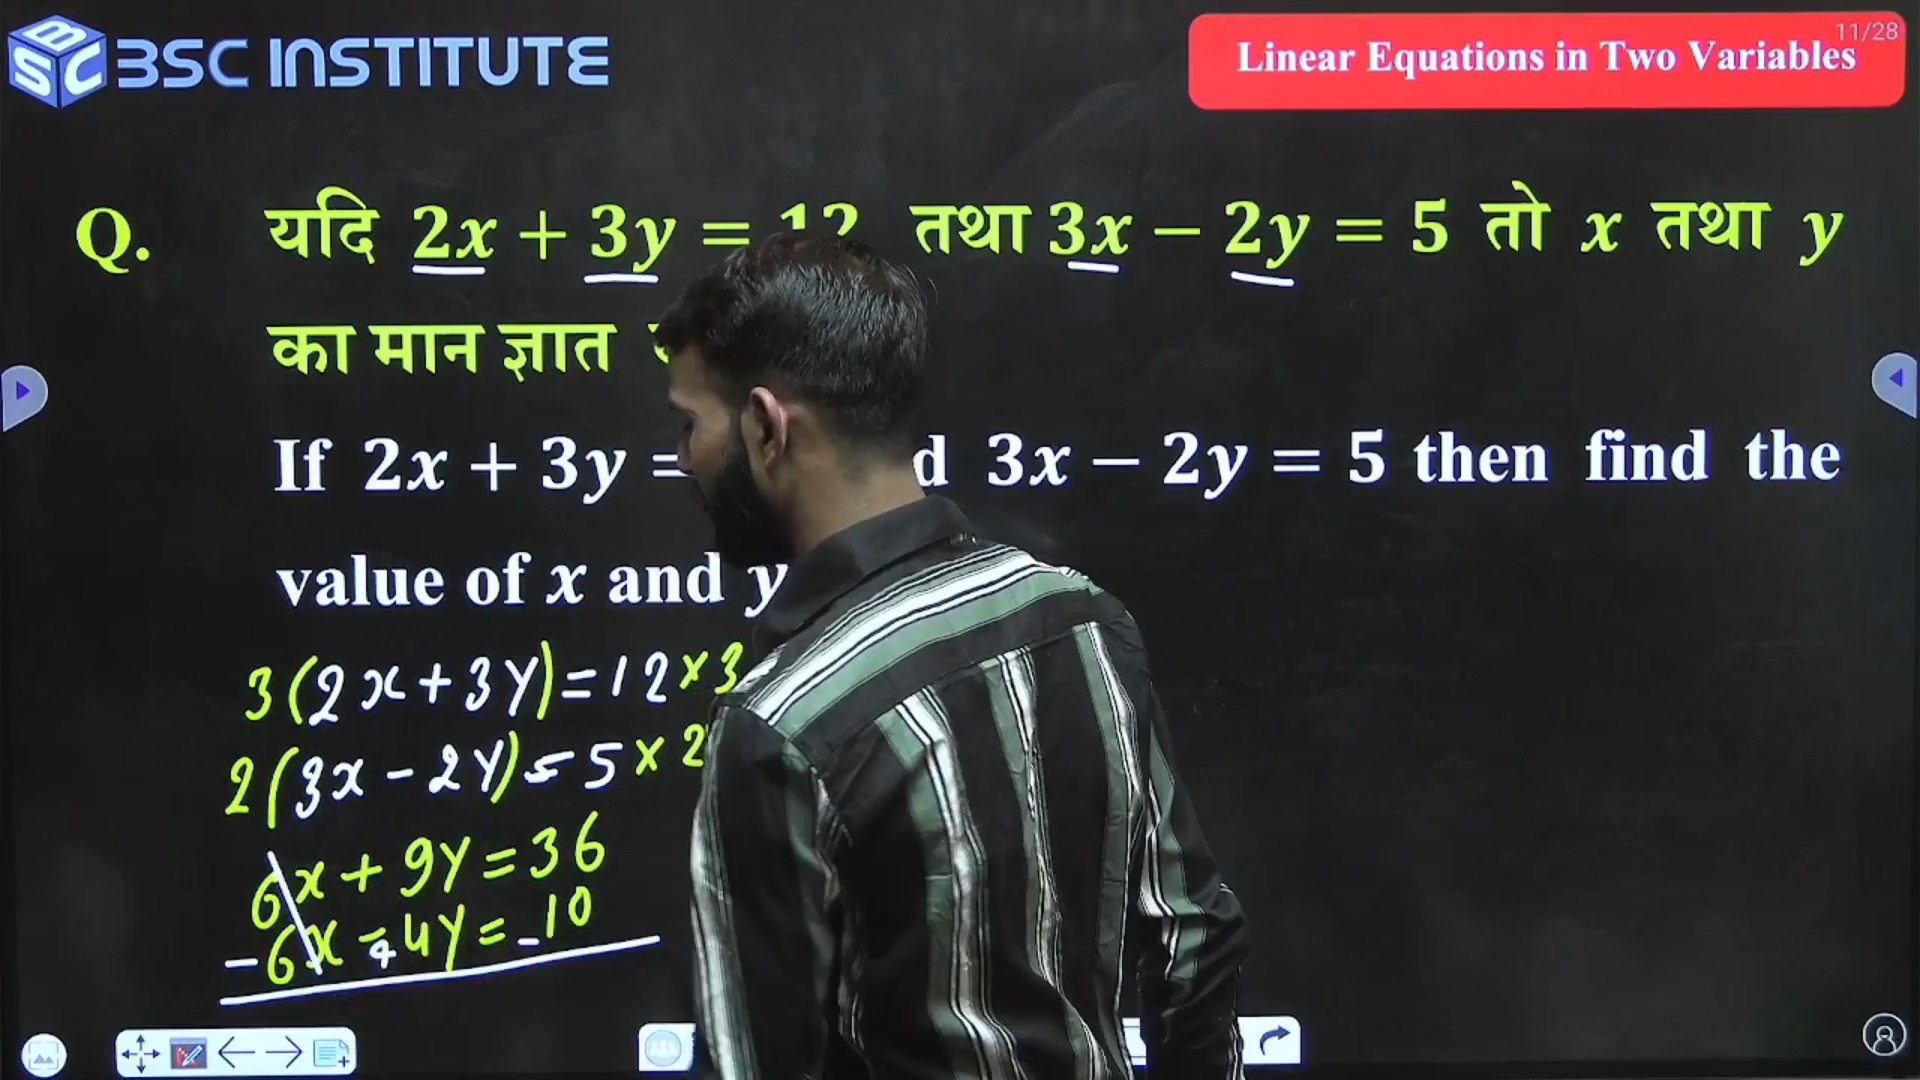 BSC INSTITUTE
11/28
Linear Equations in Two Variables
Q. यदि 2x + 3y = 12 तथा 3x − 2y = 5 तो x तथा y
का मान ज्ञात
If 2x + 3y = d 3x − 2y = 5 then find the
value of x and y
3(2x+3y)=12×3
2(3x-2y)=5×2
6x+9y=36
-6x-4y=10
+ -